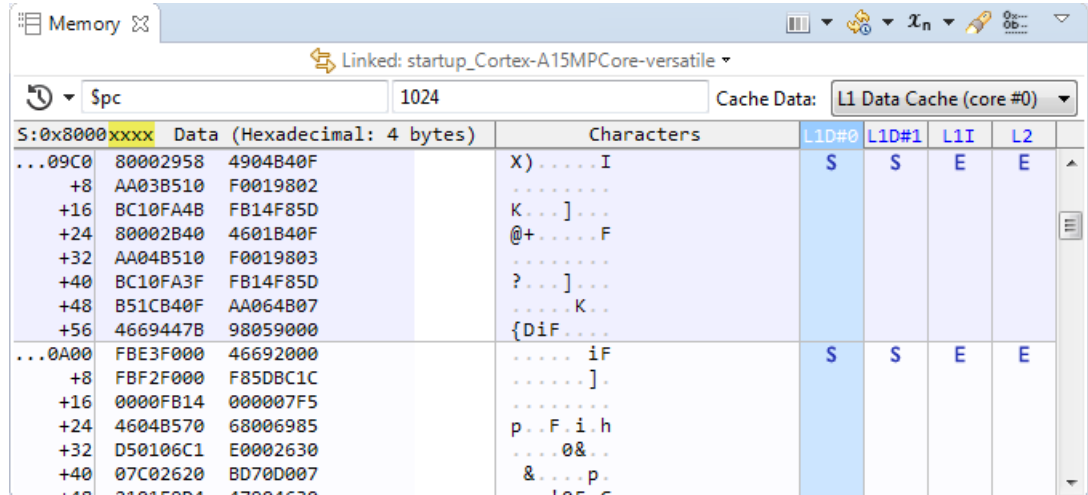 Memory
Linked: startup_Cortex-A15MPCore-versatile
$pc 1024 Cache Data: L1 Data Cache (core #0)
S:0x8000xxxx Data (Hexadecimal: 4 bytes) Characters L1D#0 L1D#1 L1I L2
...09C0 80002958 4904B40F X).....I S S E E
+8 AA03B510 F0019802 ........
+16 BC10FA4B FB14F85D K...]...
+24 80002B40 4601B40F @+.....F
+32 AA04B510 F0019803 ........
+40 BC10FA3F FB14F85D ?...]...
+48 B51CB40F AA064B07 .....K..
+56 4669447B 98059000 {DiF....
...0A00 FBE3F000 46692000 ..... iF S S E E
+8 FBF2F000 F85DBC1C ......].
+16 0000FB14 000007F5 ........
+24 4604B570 68006985 p..F.i.h
+32 D50106C1 E0002630 ....0&..
+40 07C02620 BD70D007 &....p.